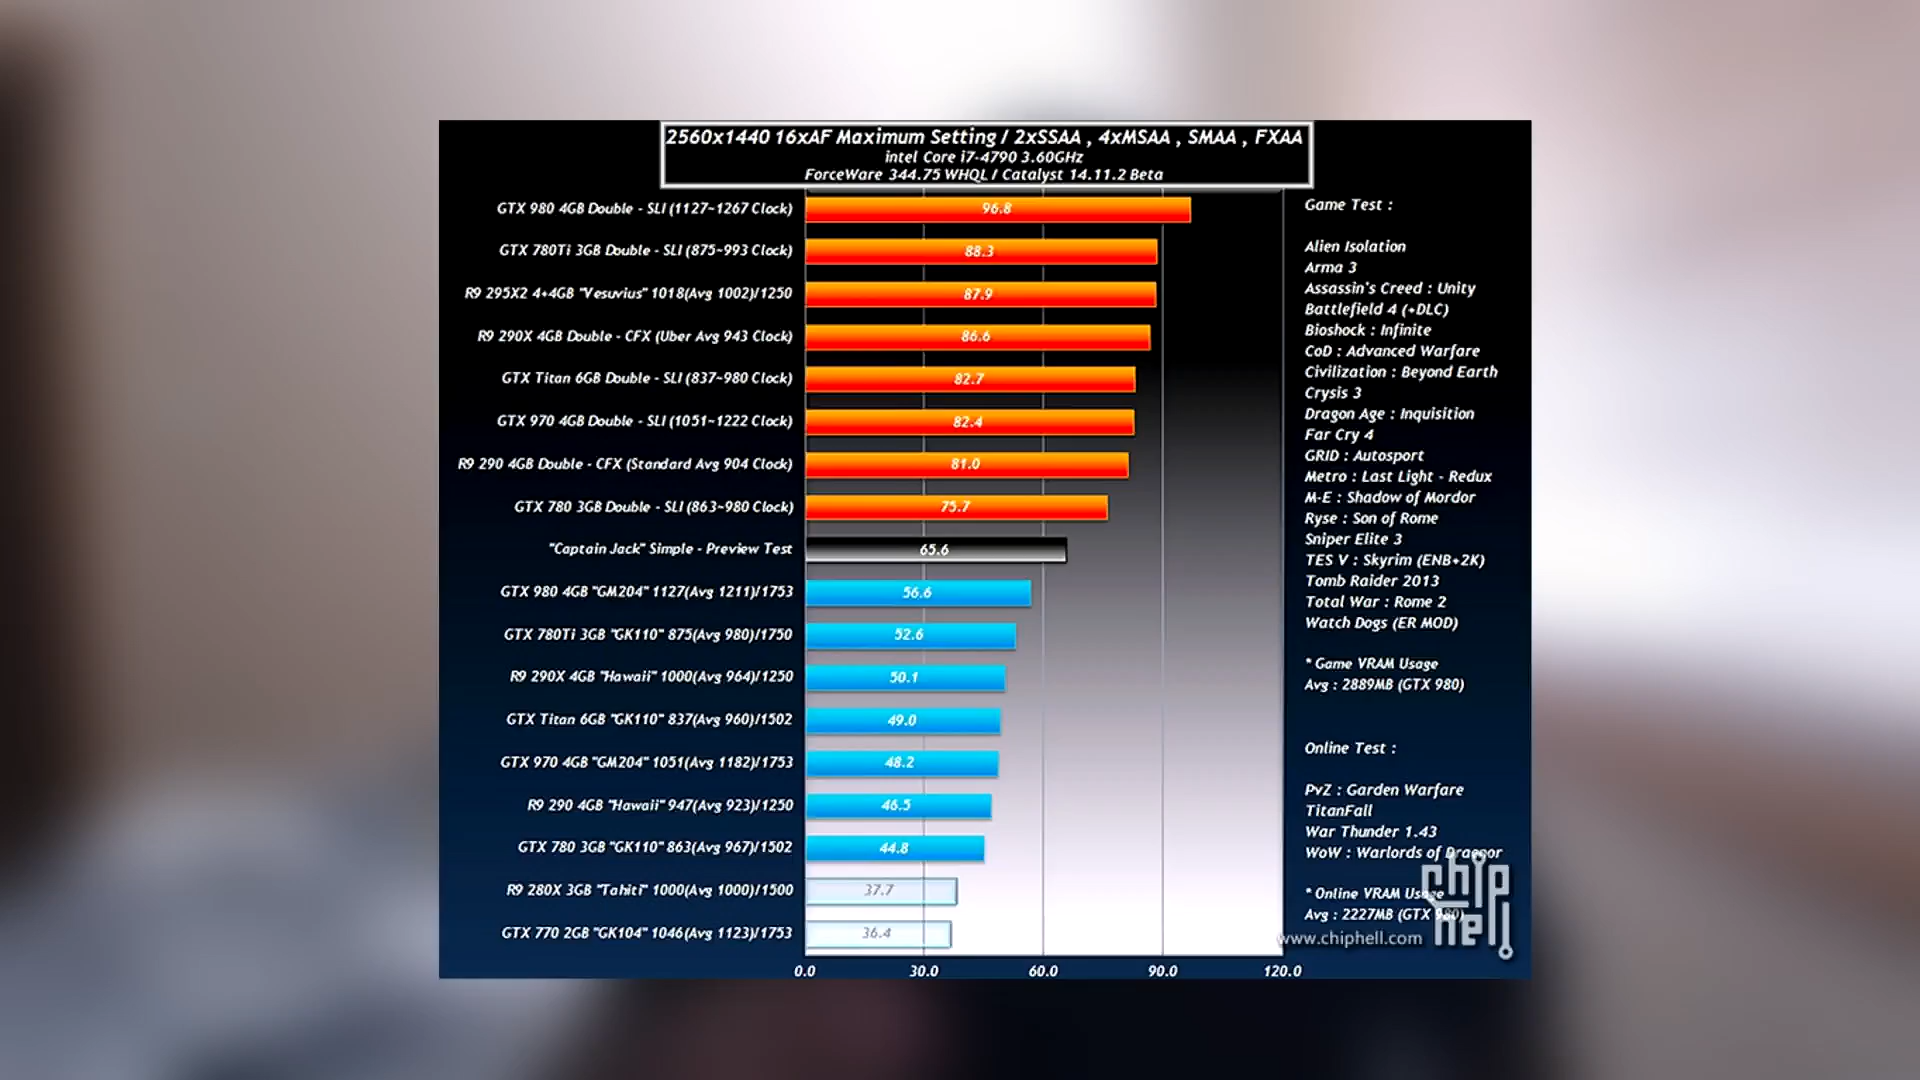 2560x1440 16xAF Maximum Setting / 2xSSAA , 4xMSAA , SMAA , FXAA
intel Core i7-4790 3.60GHz
ForceWare 344.75 WHQL / Catalyst 14.11.2 Beta
GTX 980 4GB Double - SLI (1127~1267 Clock) 96.8
GTX 780Ti 3GB Double - SLI (875~993 Clock) 88.3
R9 295X2 4+4GB "Vesuvius" 1018(Avg 1002)/1250 87.9
R9 290X 4GB Double - CFX (Uber Avg 943 Clock) 86.6
GTX Titan 6GB Double - SLI (837~980 Clock) 82.7
GTX 970 4GB Double - SLI (1051~1222 Clock) 82.4
R9 290 4GB Double - CFX (Standard Avg 904 Clock) 81.0
GTX 780 3GB Double - SLI (863~980 Clock) 75.7
"Captain Jack" Simple - Preview Test 65.6
GTX 980 4GB "GM204" 1127(Avg 1211)/1753 56.6
GTX 780Ti 3GB "GK110" 875(Avg 980)/1750 52.6
R9 290X 4GB "Hawaii" 1000(Avg 964)/1250 50.1
GTX Titan 6GB "GK110" 837(Avg 960)/1502 49.0
GTX 970 4GB "GM204" 1051(Avg 1182)/1753 48.2
R9 290 4GB "Hawaii" 947(Avg 923)/1250 46.5
GTX 780 3GB "GK110" 863(Avg 967)/1502 44.8
R9 280X 3GB "Tahiti" 1000(Avg 1000)/1500 37.7
GTX 770 2GB "GK104" 1046(Avg 1123)/1753 36.4
0.0 30.0 60.0 90.0 120.0
Game Test :
Alien Isolation
Arma 3
Assassin's Creed : Unity
Battlefield 4 (+DLC)
Bioshock : Infinite
CoD : Advanced Warfare
Civilization : Beyond Earth
Crysis 3
Dragon Age : Inquisition
Far Cry 4
GRID : Autosport
Metro : Last Light - Redux
M-E : Shadow of Mordor
Ryse : Son of Rome
Sniper Elite 3
TES V : Skyrim (ENB+2K)
Tomb Raider 2013
Total War : Rome 2
Watch Dogs (ER MOD)
* Game VRAM Usage
Avg : 2889MB (GTX 980)
Online Test :
PvZ : Garden Warfare
TitanFall
War Thunder 1.43
WoW : Warlords of Draenor
* Online VRAM Usage
Avg : 2227MB (GTX 980)
chip
hell
www.chiphell.com